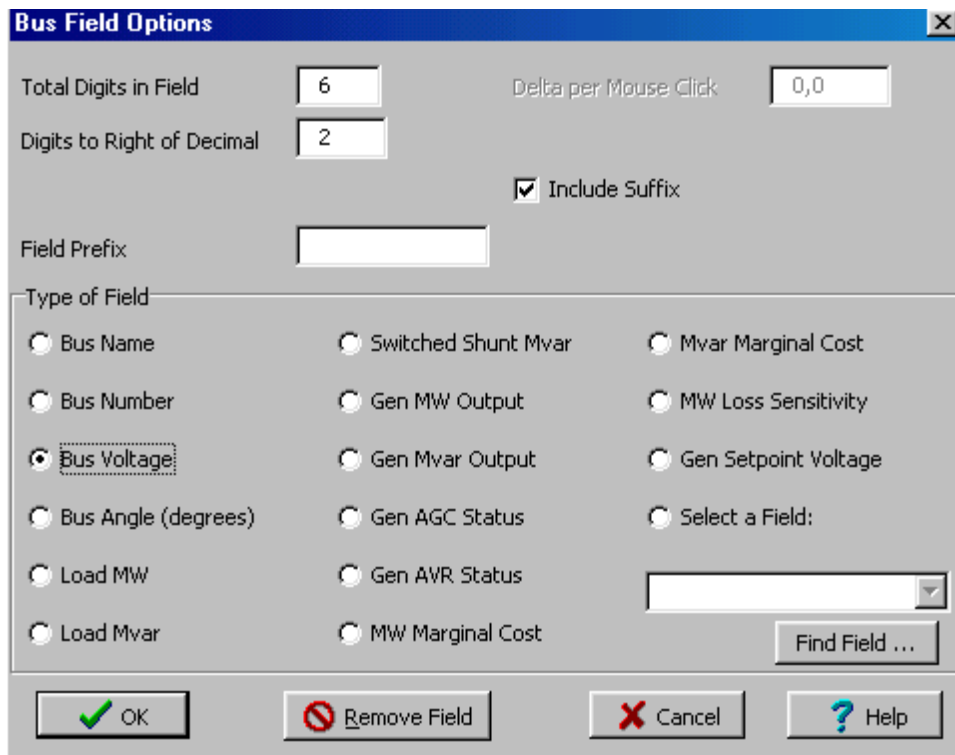 Bus Field Options
Total Digits in Field 6 Delta per Mouse Click 0,0
Digits to Right of Decimal 2
Include Suffix
Field Prefix
Type of Field
Bus Name Switched Shunt Mvar Mvar Marginal Cost
Bus Number Gen MW Output MW Loss Sensitivity
Bus Voltage Gen Mvar Output Gen Setpoint Voltage
Bus Angle (degrees) Gen AGC Status Select a Field:
Load MW Gen AVR Status
Load Mvar MW Marginal Cost Find Field ...
OK Remove Field Cancel Help